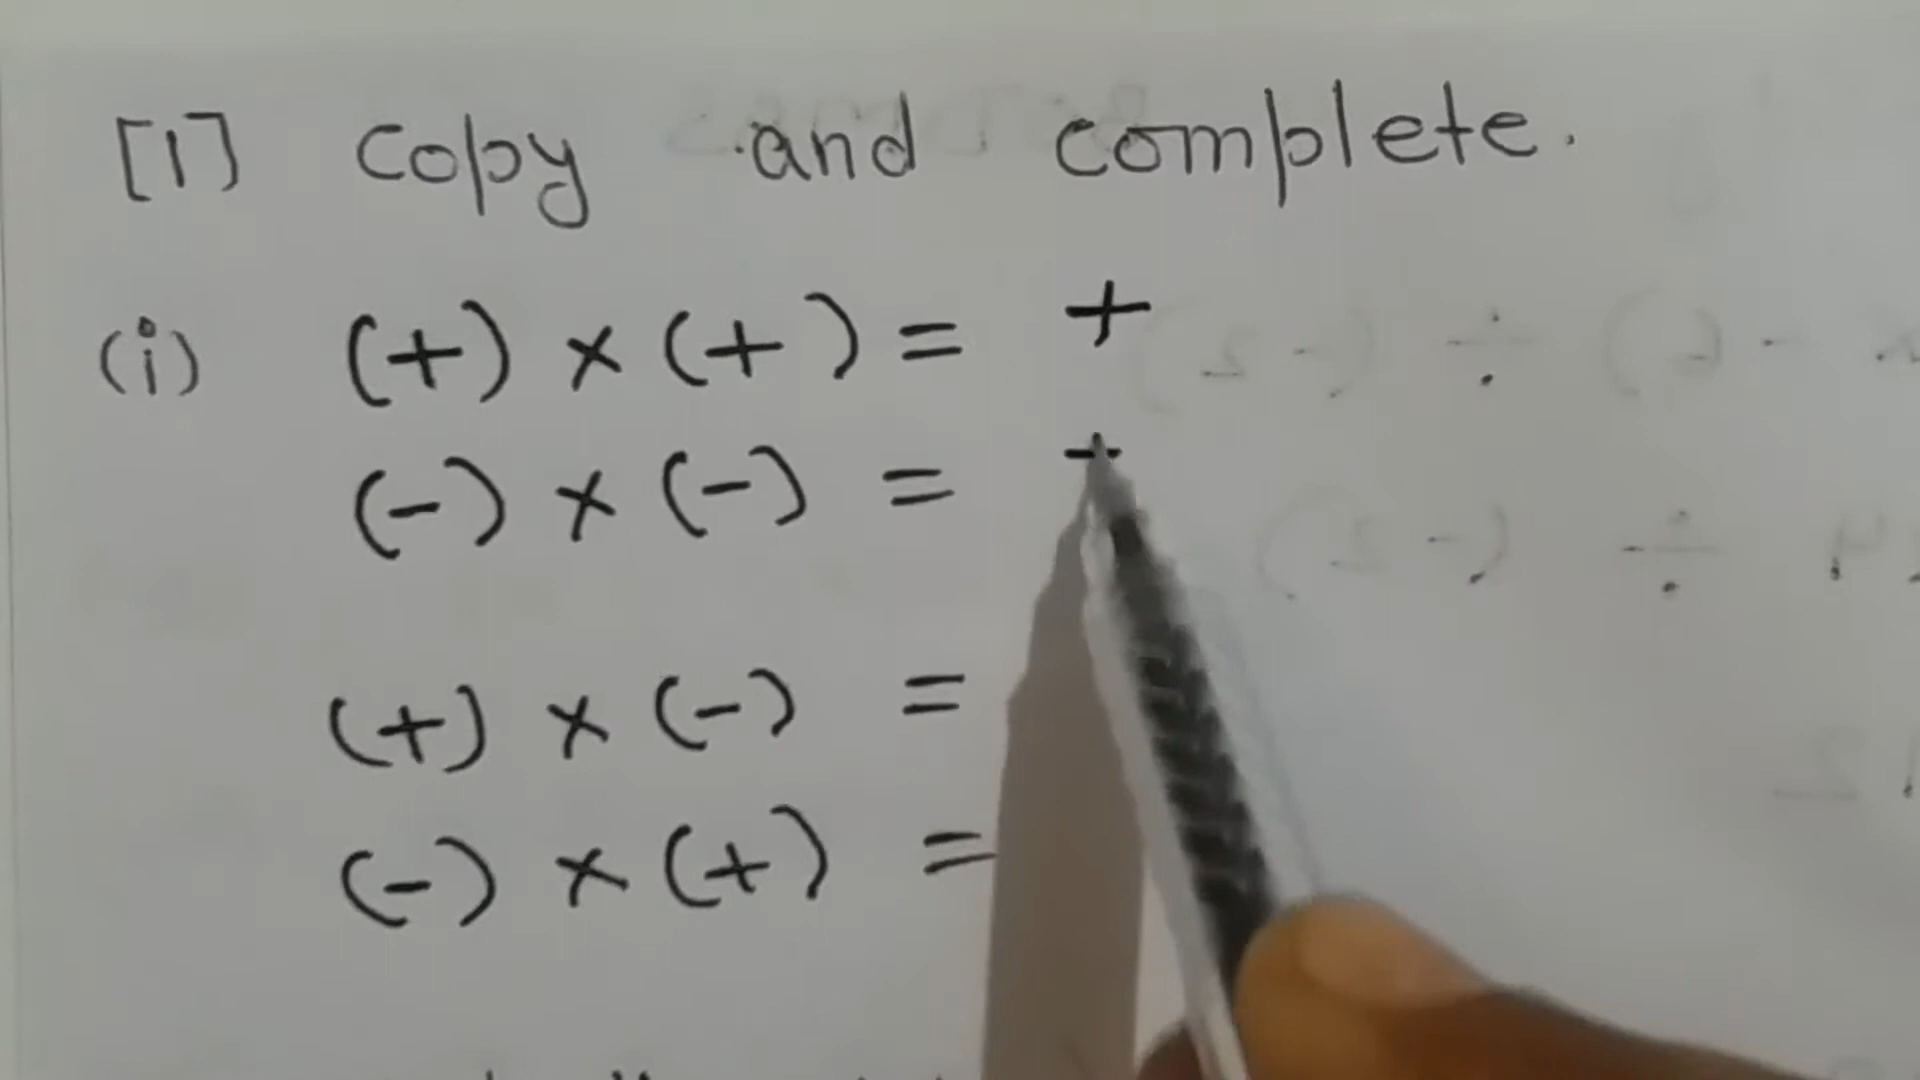 [1] Copy and complete.
(i) (+) × (+) = +
(-) × (-) = +
(+) × (-) =
(-) × (+) =